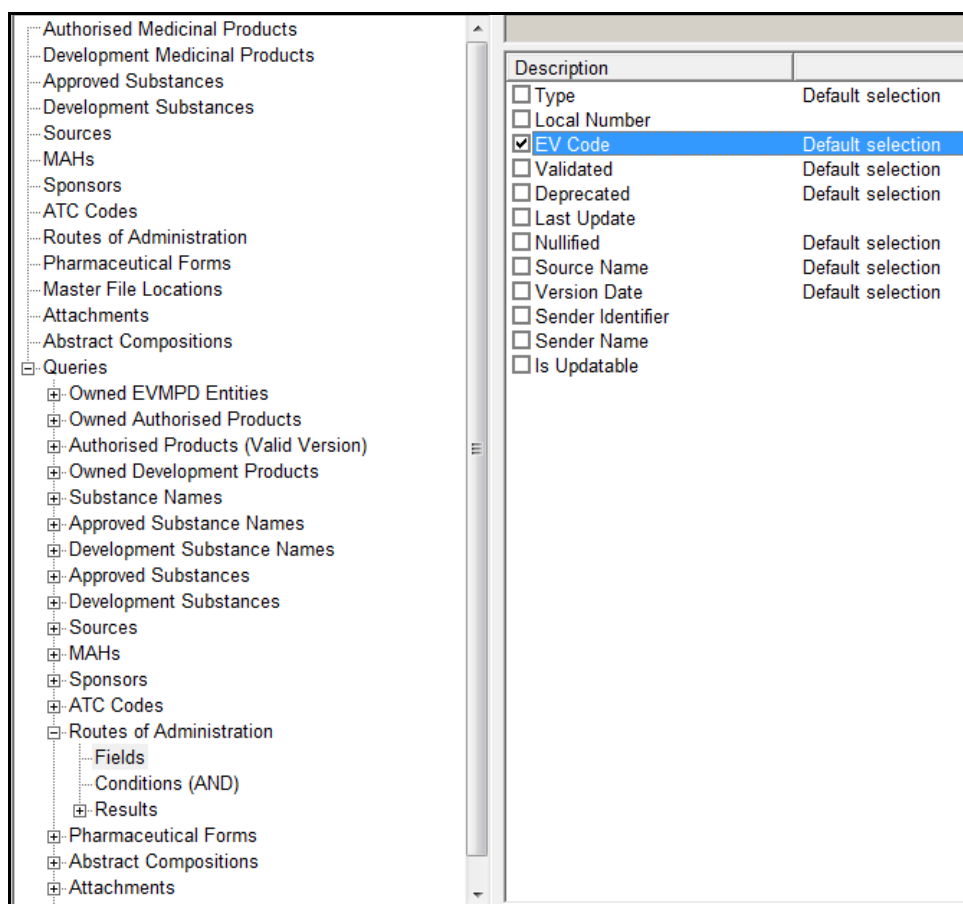 Authorised Medicinal Products
Development Medicinal Products
Approved Substances
Development Substances
Sources
MAHs
Sponsors
ATC Codes
Routes of Administration
Pharmaceutical Forms
Master File Locations
Attachments
Abstract Compositions
Queries
Owned EVMPD Entities
Owned Authorised Products
Authorised Products (Valid Version)
Owned Development Products
Substance Names
Approved Substance Names
Development Substance Names
Approved Substances
Development Substances
Sources
MAHs
Sponsors
ATC Codes
Routes of Administration
Fields
Conditions (AND)
Results
Pharmaceutical Forms
Abstract Compositions
Attachments
Description
Type Default selection
Local Number
EV Code Default selection
Validated Default selection
Deprecated Default selection
Last Update
Nullified Default selection
Source Name Default selection
Version Date Default selection
Sender Identifier
Sender Name
Is Updatable